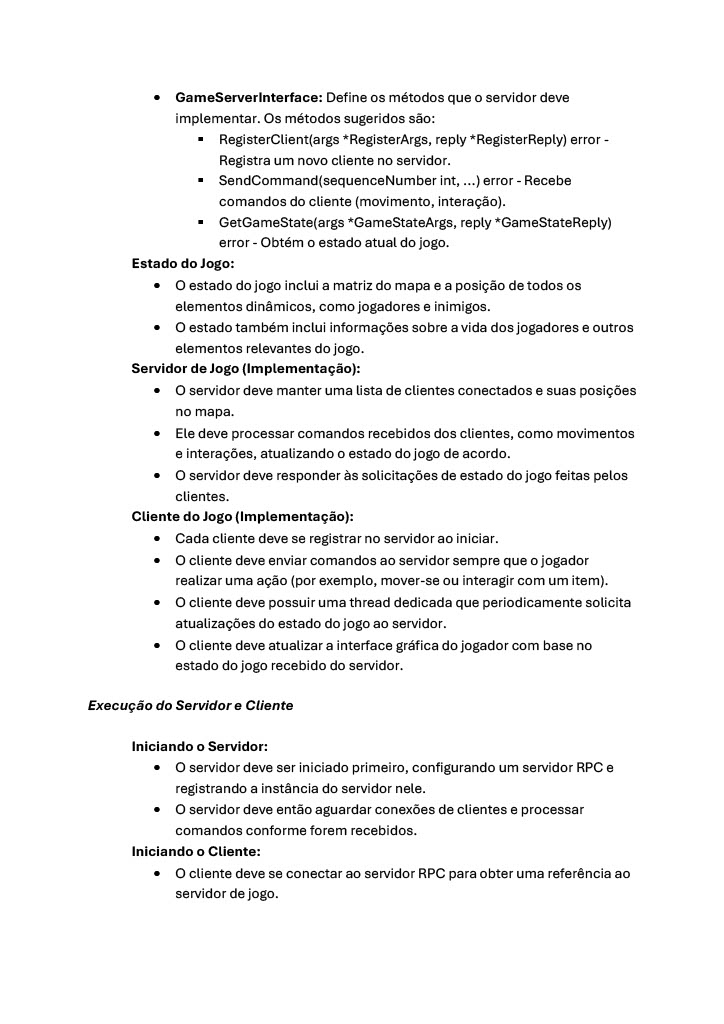 • GameServerInterface: Define os métodos que o servidor deve
implementar. Os métodos sugeridos são:
▪ RegisterClient(args *RegisterArgs, reply *RegisterReply) error -
Registra um novo cliente no servidor.
▪ SendCommand(sequenceNumber int, ...) error - Recebe
comandos do cliente (movimento, interação).
▪ GetGameState(args *GameStateArgs, reply *GameStateReply)
error - Obtém o estado atual do jogo.
Estado do Jogo:
• O estado do jogo inclui a matriz do mapa e a posição de todos os
elementos dinâmicos, como jogadores e inimigos.
• O estado também inclui informações sobre a vida dos jogadores e outros
elementos relevantes do jogo.
Servidor de Jogo (Implementação):
• O servidor deve manter uma lista de clientes conectados e suas posições
no mapa.
• Ele deve processar comandos recebidos dos clientes, como movimentos
e interações, atualizando o estado do jogo de acordo.
• O servidor deve responder às solicitações de estado do jogo feitas pelos
clientes.
Cliente do Jogo (Implementação):
• Cada cliente deve se registrar no servidor ao iniciar.
• O cliente deve enviar comandos ao servidor sempre que o jogador
realizar uma ação (por exemplo, mover-se ou interagir com um item).
• O cliente deve possuir uma thread dedicada que periodicamente solicita
atualizações do estado do jogo ao servidor.
• O cliente deve atualizar a interface gráfica do jogador com base no
estado do jogo recebido do servidor.
Execução do Servidor e Cliente
Iniciando o Servidor:
• O servidor deve ser iniciado primeiro, configurando um servidor RPC e
registrando a instância do servidor nele.
• O servidor deve então aguardar conexões de clientes e processar
comandos conforme forem recebidos.
Iniciando o Cliente:
• O cliente deve se conectar ao servidor RPC para obter uma referência ao
servidor de jogo.